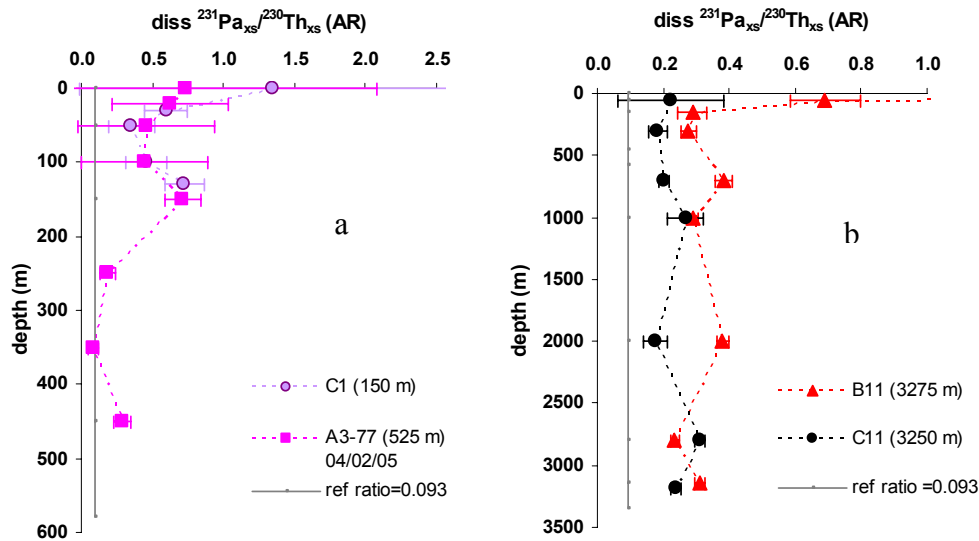 diss ²³¹Paₓₛ/²³⁰Thₓₛ (AR)
0.0 0.5 1.0 1.5 2.0 2.5
0
100
200
300
400
500
600
depth (m)
a
C1 (150 m)
A3-77 (525 m)
04/02/05
ref ratio=0.093
diss ²³¹Paₓₛ/²³⁰Thₓₛ (AR)
0.0 0.2 0.4 0.6 0.8 1.0
0
500
1000
1500
2000
2500
3000
3500
depth (m)
b
B11 (3275 m)
C11 (3250 m)
ref ratio =0.093